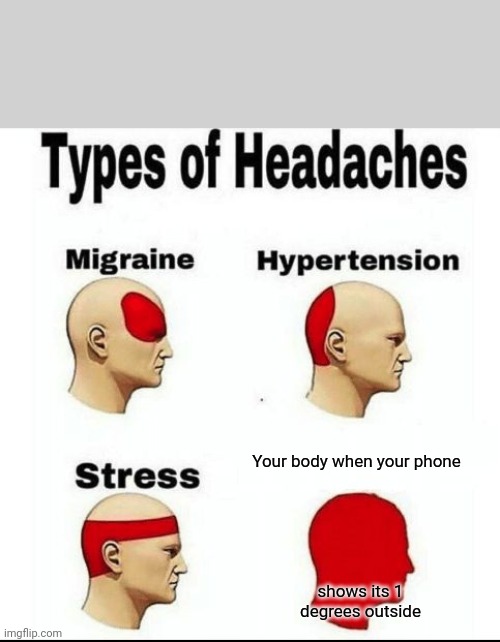 Types of Headaches
Migraine
Hypertension
Stress
Your body when your phone
shows its 1
degrees outside
imgflip.com